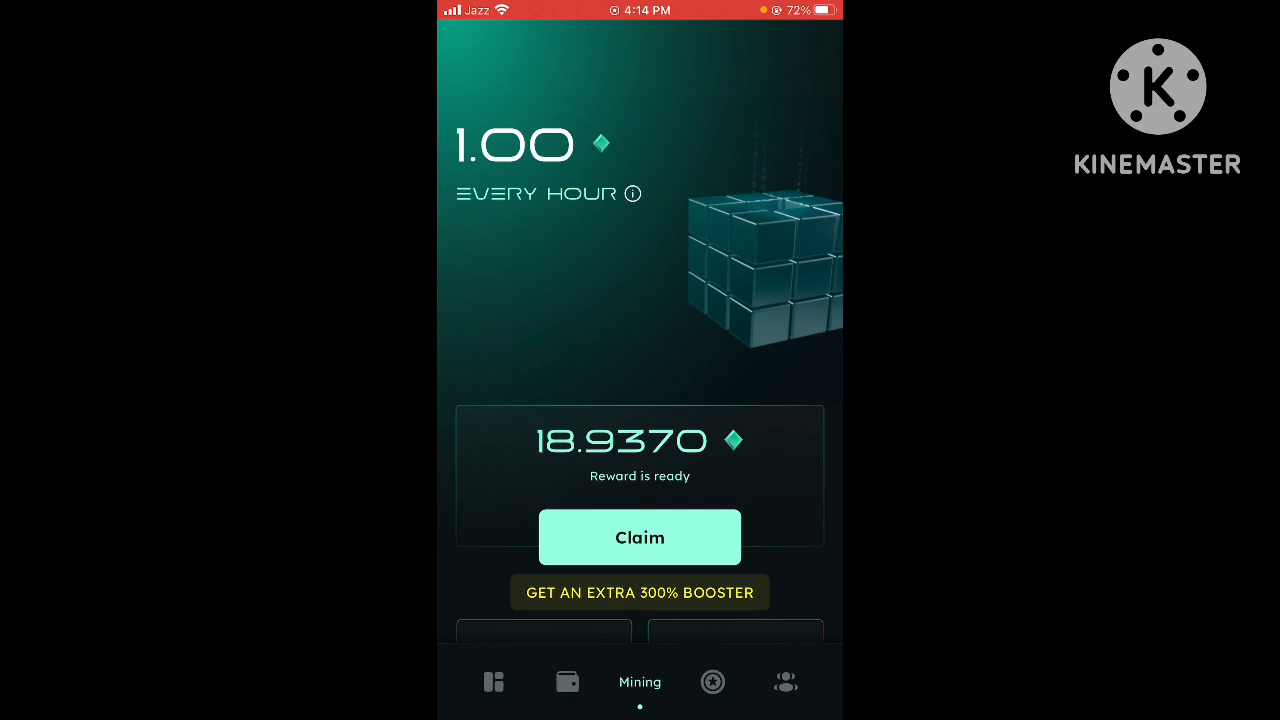 Jazz 4:14 PM 72%
KINEMASTER
1.00
EVERY HOUR
18.9370
Reward is ready
Claim
GET AN EXTRA 300% BOOSTER
Mining